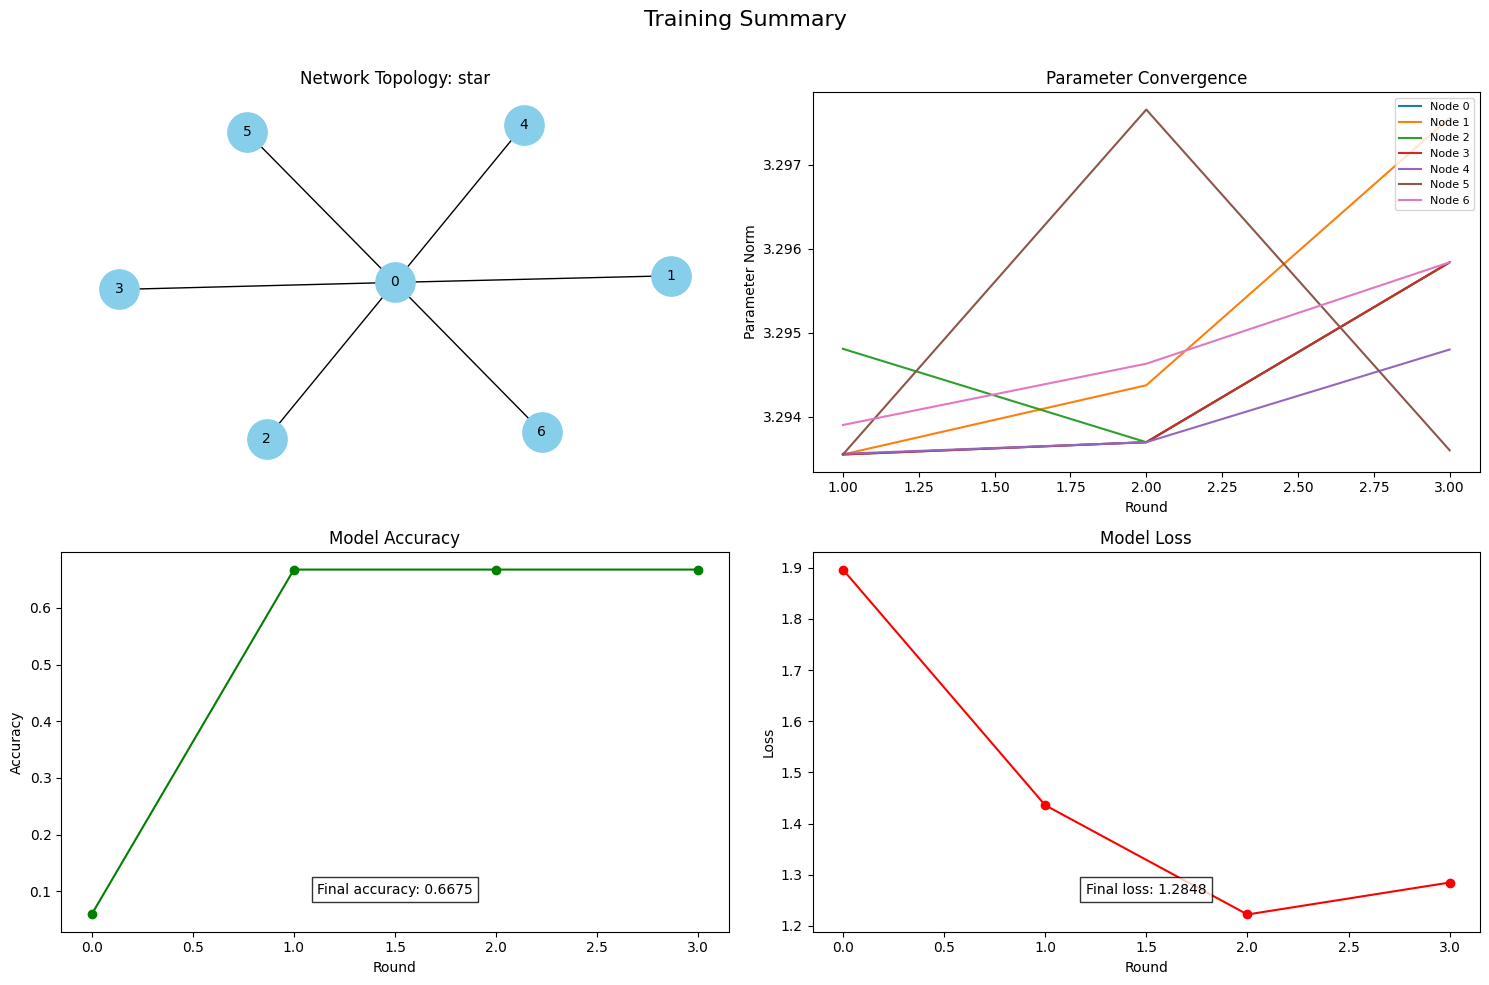 Training Summary
Network Topology: star
5
4
3
0
1
2
6
Parameter Convergence
Parameter Norm
3.297
3.296
3.295
3.294
Node 0
Node 1
Node 2
Node 3
Node 4
Node 5
Node 6
1.00 1.25 1.50 1.75 2.00 2.25 2.50 2.75 3.00
Round
Model Accuracy
Accuracy
0.6
0.5
0.4
0.3
0.2
0.1
Final accuracy: 0.6675
0.0 0.5 1.0 1.5 2.0 2.5 3.0
Round
Model Loss
Loss
1.9
1.8
1.7
1.6
1.5
1.4
1.3
1.2
Final loss: 1.2848
0.0 0.5 1.0 1.5 2.0 2.5 3.0
Round